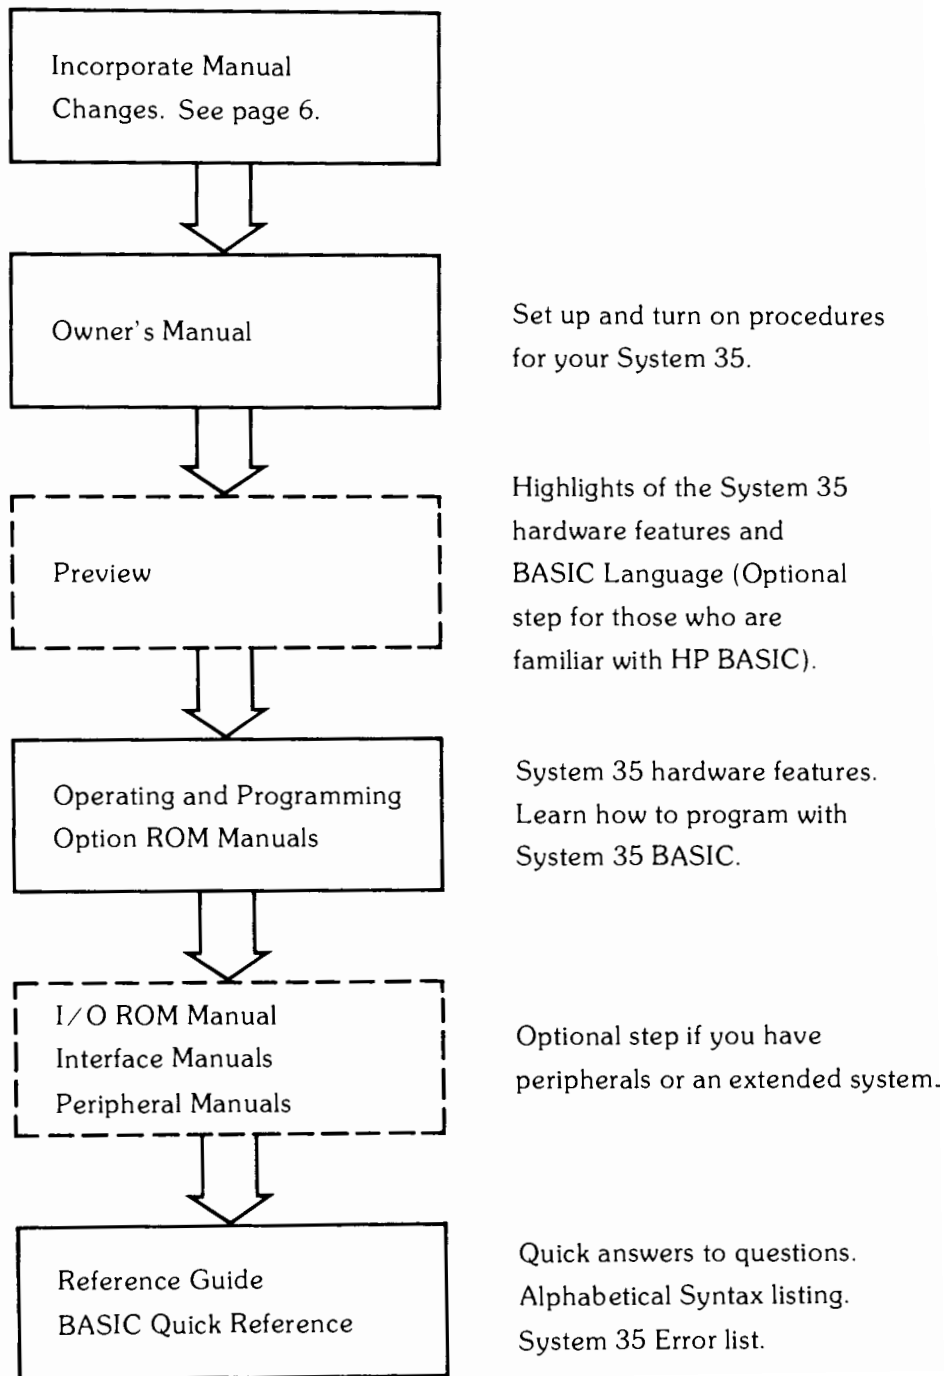 Incorporate Manual
Changes. See page 6.
Owner's Manual
Set up and turn on procedures
for your System 35.
Preview
Highlights of the System 35
hardware features and
BASIC Language (Optional
step for those who are
familiar with HP BASIC).
Operating and Programming
Option ROM Manuals
System 35 hardware features.
Learn how to program with
System 35 BASIC.
I/O ROM Manual
Interface Manuals
Peripheral Manuals
Optional step if you have
peripherals or an extended system.
Reference Guide
BASIC Quick Reference
Quick answers to questions.
Alphabetical Syntax listing.
System 35 Error list.